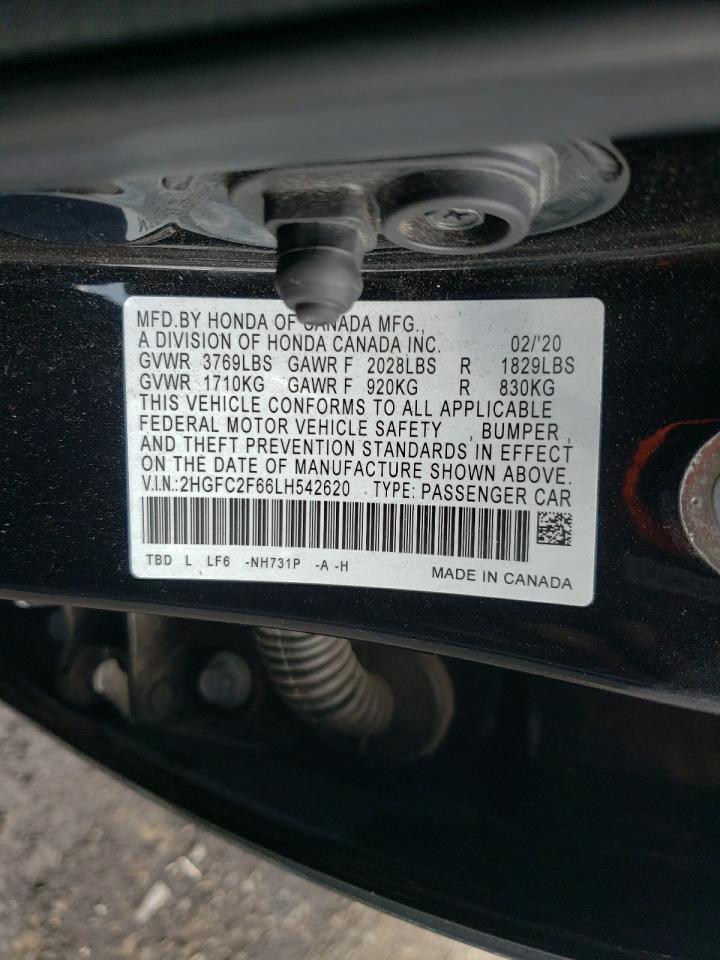 MFD.BY HONDA OF CANADA MFG.,
A DIVISION OF HONDA CANADA INC. 02/'20
GVWR 3769LBS GAWR F 2028LBS R 1829LBS
GVWR 1710KG GAWR F 920KG R 830KG
THIS VEHICLE CONFORMS TO ALL APPLICABLE
FEDERAL MOTOR VEHICLE SAFETY , BUMPER ,
AND THEFT PREVENTION STANDARDS IN EFFECT
ON THE DATE OF MANUFACTURE SHOWN ABOVE.
V.I.N.:2HGFC2F66LH542620 TYPE: PASSENGER CAR
TBD L LF6 -NH731P -A -H
MADE IN CANADA